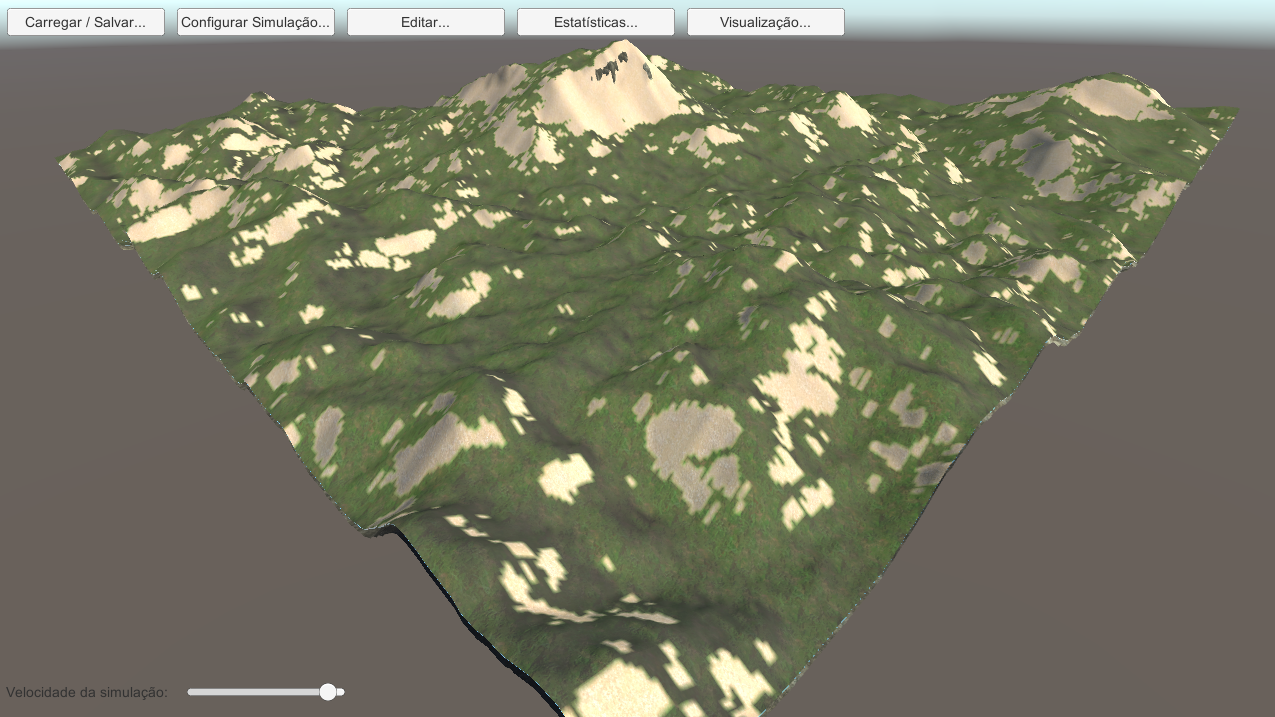 Carregar / Salvar...
Configurar Simulação...
Editar...
Estatísticas...
Visualização...
Velocidade da simulação: